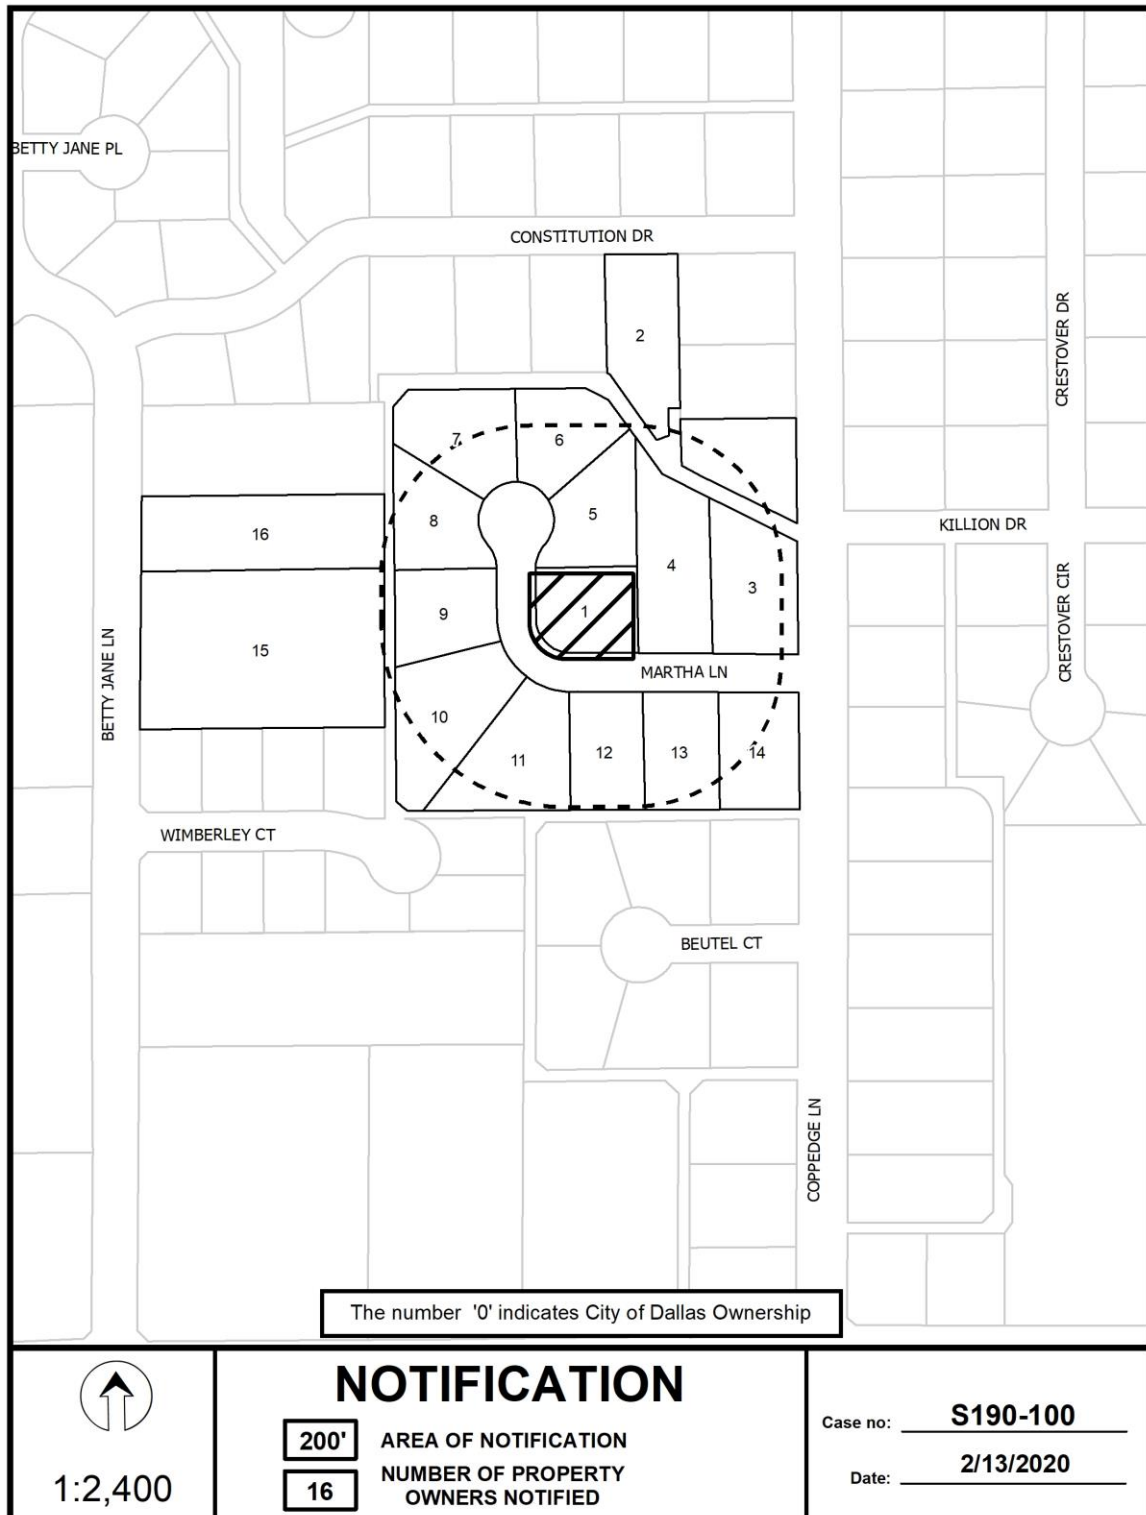 BETTY JANE PL
CONSTITUTION DR
CRESTOVER DR
2
7
6
8
5
16
KILLION DR
4
3
1
9
15
BETTY JANE LN
MARTHA LN
CRESTOVER CIR
10
11
12
13
14
WIMBERLEY CT
BEUTEL CT
COPPEDGE LN
The number '0' indicates City of Dallas Ownership
1:2,400
NOTIFICATION
200' AREA OF NOTIFICATION
16 NUMBER OF PROPERTY
OWNERS NOTIFIED
Case no: S190-100
Date: 2/13/2020